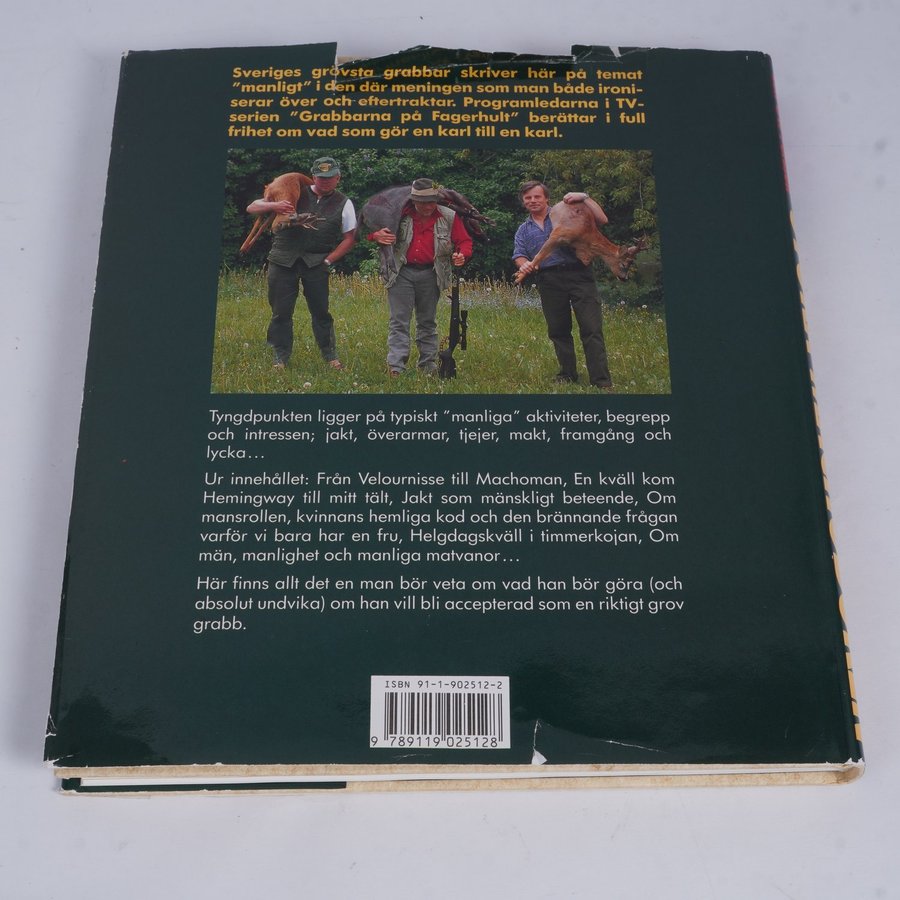 Sveriges grövsta grabbar skriver här på temat
”manligt” i den där meningen som man både ironi-
serar över och eftertraktar. Programledarna i TV-
serien ”Grabbarna på Fagerhult” berättar i full
frihet om vad som gör en karl till en karl.
Tyngdpunkten ligger på typiskt ”manliga” aktiviteter, begrepp
och intressen; jakt, överarmar, tjejer, makt, framgång och
lycka...
Ur innehållet: Från Velournisse till Machoman, En kväll kom
Hemingway till mitt tält, Jakt som mänskligt beteende, Om
mansrollen, kvinnans hemliga kod och den brännande frågan
varför vi bara har en fru, Helgdagskväll i timmerkojan, Om
män, manlighet och manliga matvanor...
Här finns allt det en man bör veta om vad han bör göra (och
absolut undvika) om han vill bli accepterad som en riktigt grov
grabb.
ISBN 91-1-902512-2
9 789119 025128